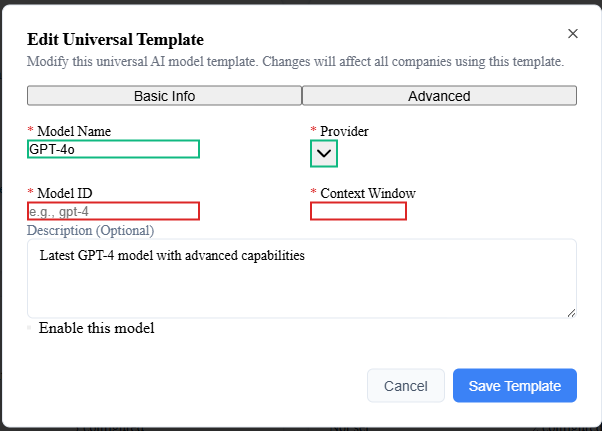 Edit Universal Template
Modify this universal AI model template. Changes will affect all companies using this template.
Basic Info Advanced
* Model Name * Provider
GPT-4o
* Model ID * Context Window
e.g., gpt-4
Description (Optional)
Latest GPT-4 model with advanced capabilities
Enable this model
Cancel Save Template